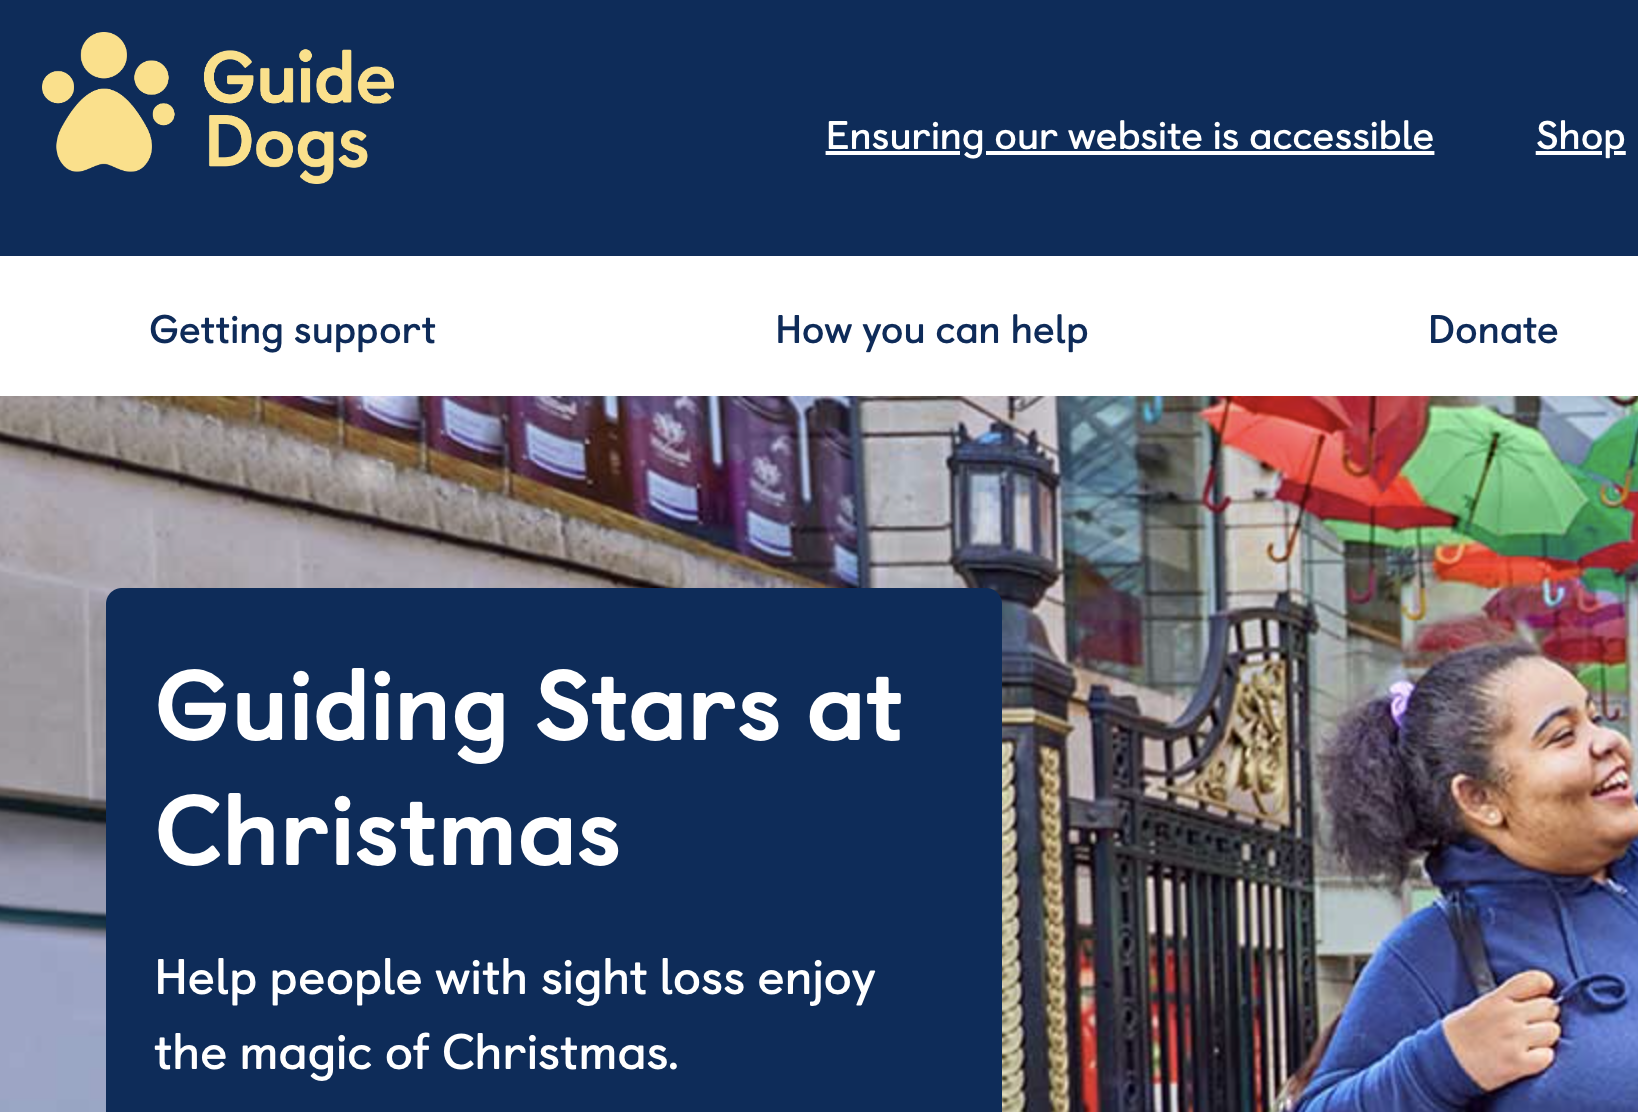 Guide
Dogs
Ensuring our website is accessible
Shop
Getting support
How you can help
Donate
Guiding Stars at
Christmas
Help people with sight loss enjoy
the magic of Christmas.